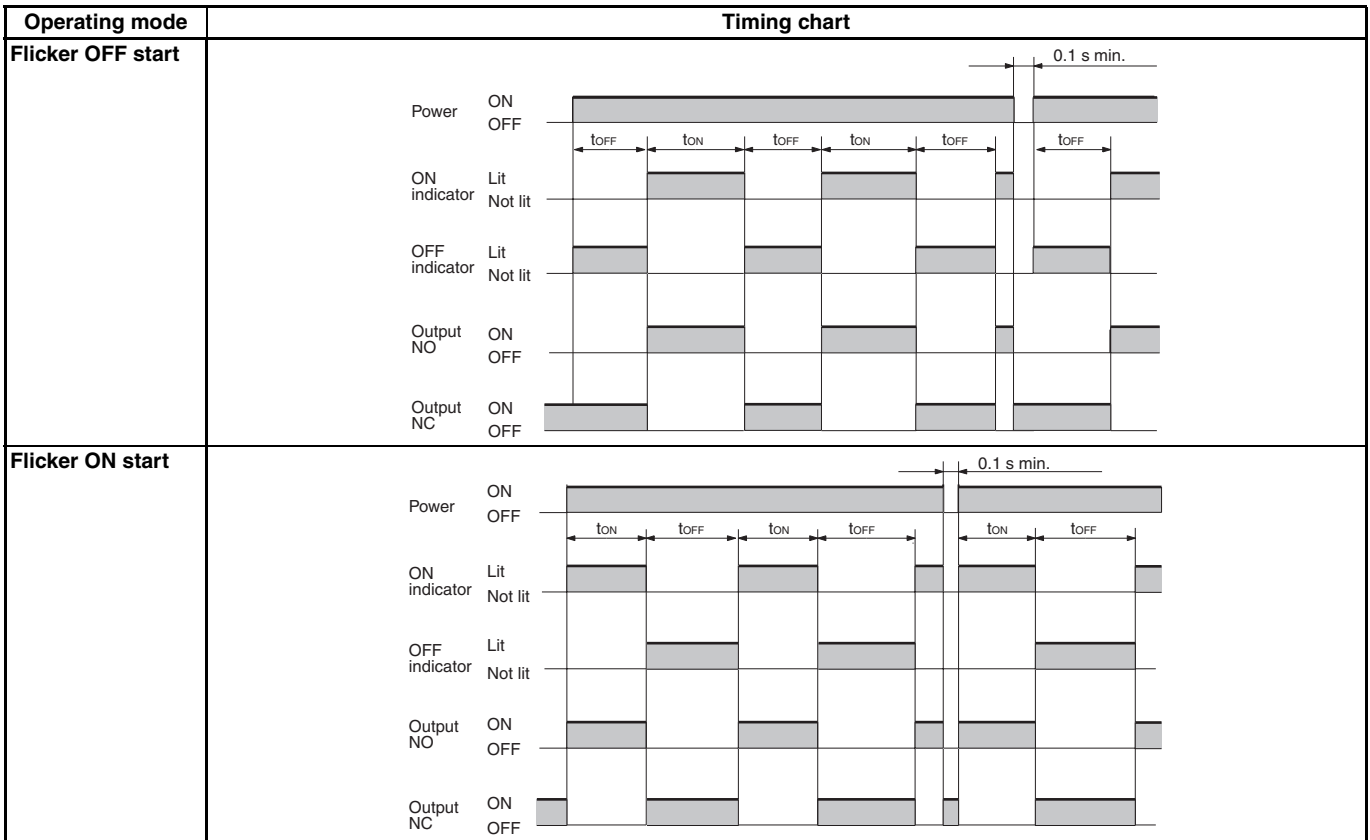 Operating mode
Timing chart
Flicker OFF start
0.1 s min.
Power
ON
OFF
tOFF
tON
tOFF
tON
tOFF
tOFF
ON
indicator
Lit
Not lit
OFF
indicator
Lit
Not lit
Output
NO
ON
OFF
Output
NC
ON
OFF
Flicker ON start
0.1 s min.
Power
ON
OFF
tON
tOFF
tON
tOFF
tON
tOFF
ON
indicator
Lit
Not lit
OFF
indicator
Lit
Not lit
Output
NO
ON
OFF
Output
NC
ON
OFF